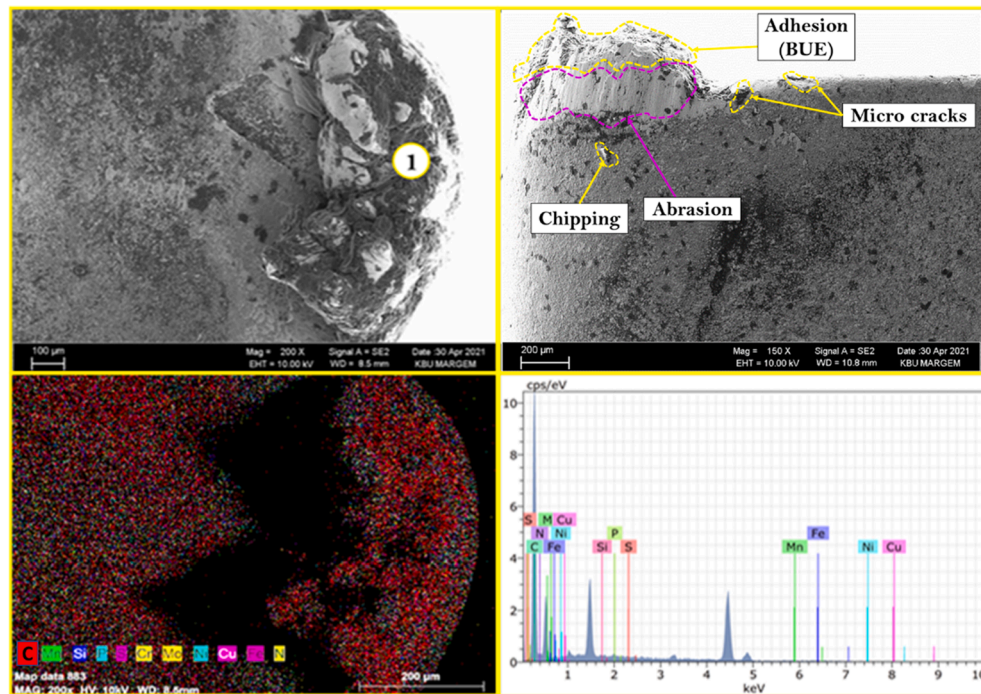 1
100 µm
Mag = 200 X Signal A = SE2 Date :30 Apr 2021
EHT = 10.00 kV WD = 8.5 mm KBU MARGEM
Adhesion
(BUE)
Micro cracks
Chipping
Abrasion
200 µm
Mag = 150 X Signal A = SE2 Date :30 Apr 2021
EHT = 10.00 kV WD = 10.8 mm KBU MARGEM
C Mn Si P S Cr Mo Ni Cu Fe N
Map data 883
MAG: 200x HV: 10kV WD: 8.5mm
200 µm
cps/eV
10
8
6
4
2
0
S M Cu
N Ni
C Fe
Si P S
Mn Fe Ni Cu
1 2 3 4 5 6 7 8 9 10
keV